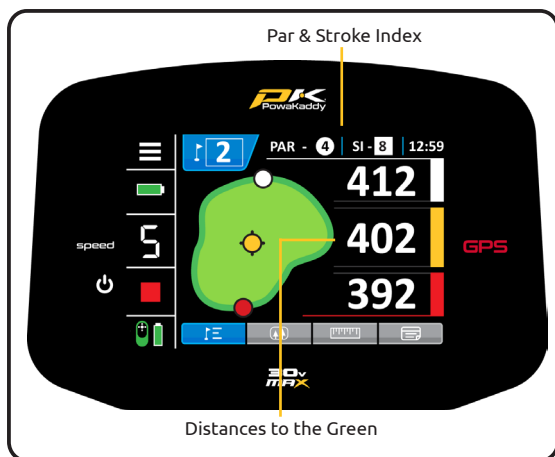 Par & Stroke Index
PK
PowaKaddy
2 PAR - 4 SI - 8 12:59
412
speed 5 402 GPS
392
30v
MAX
Distances to the Green